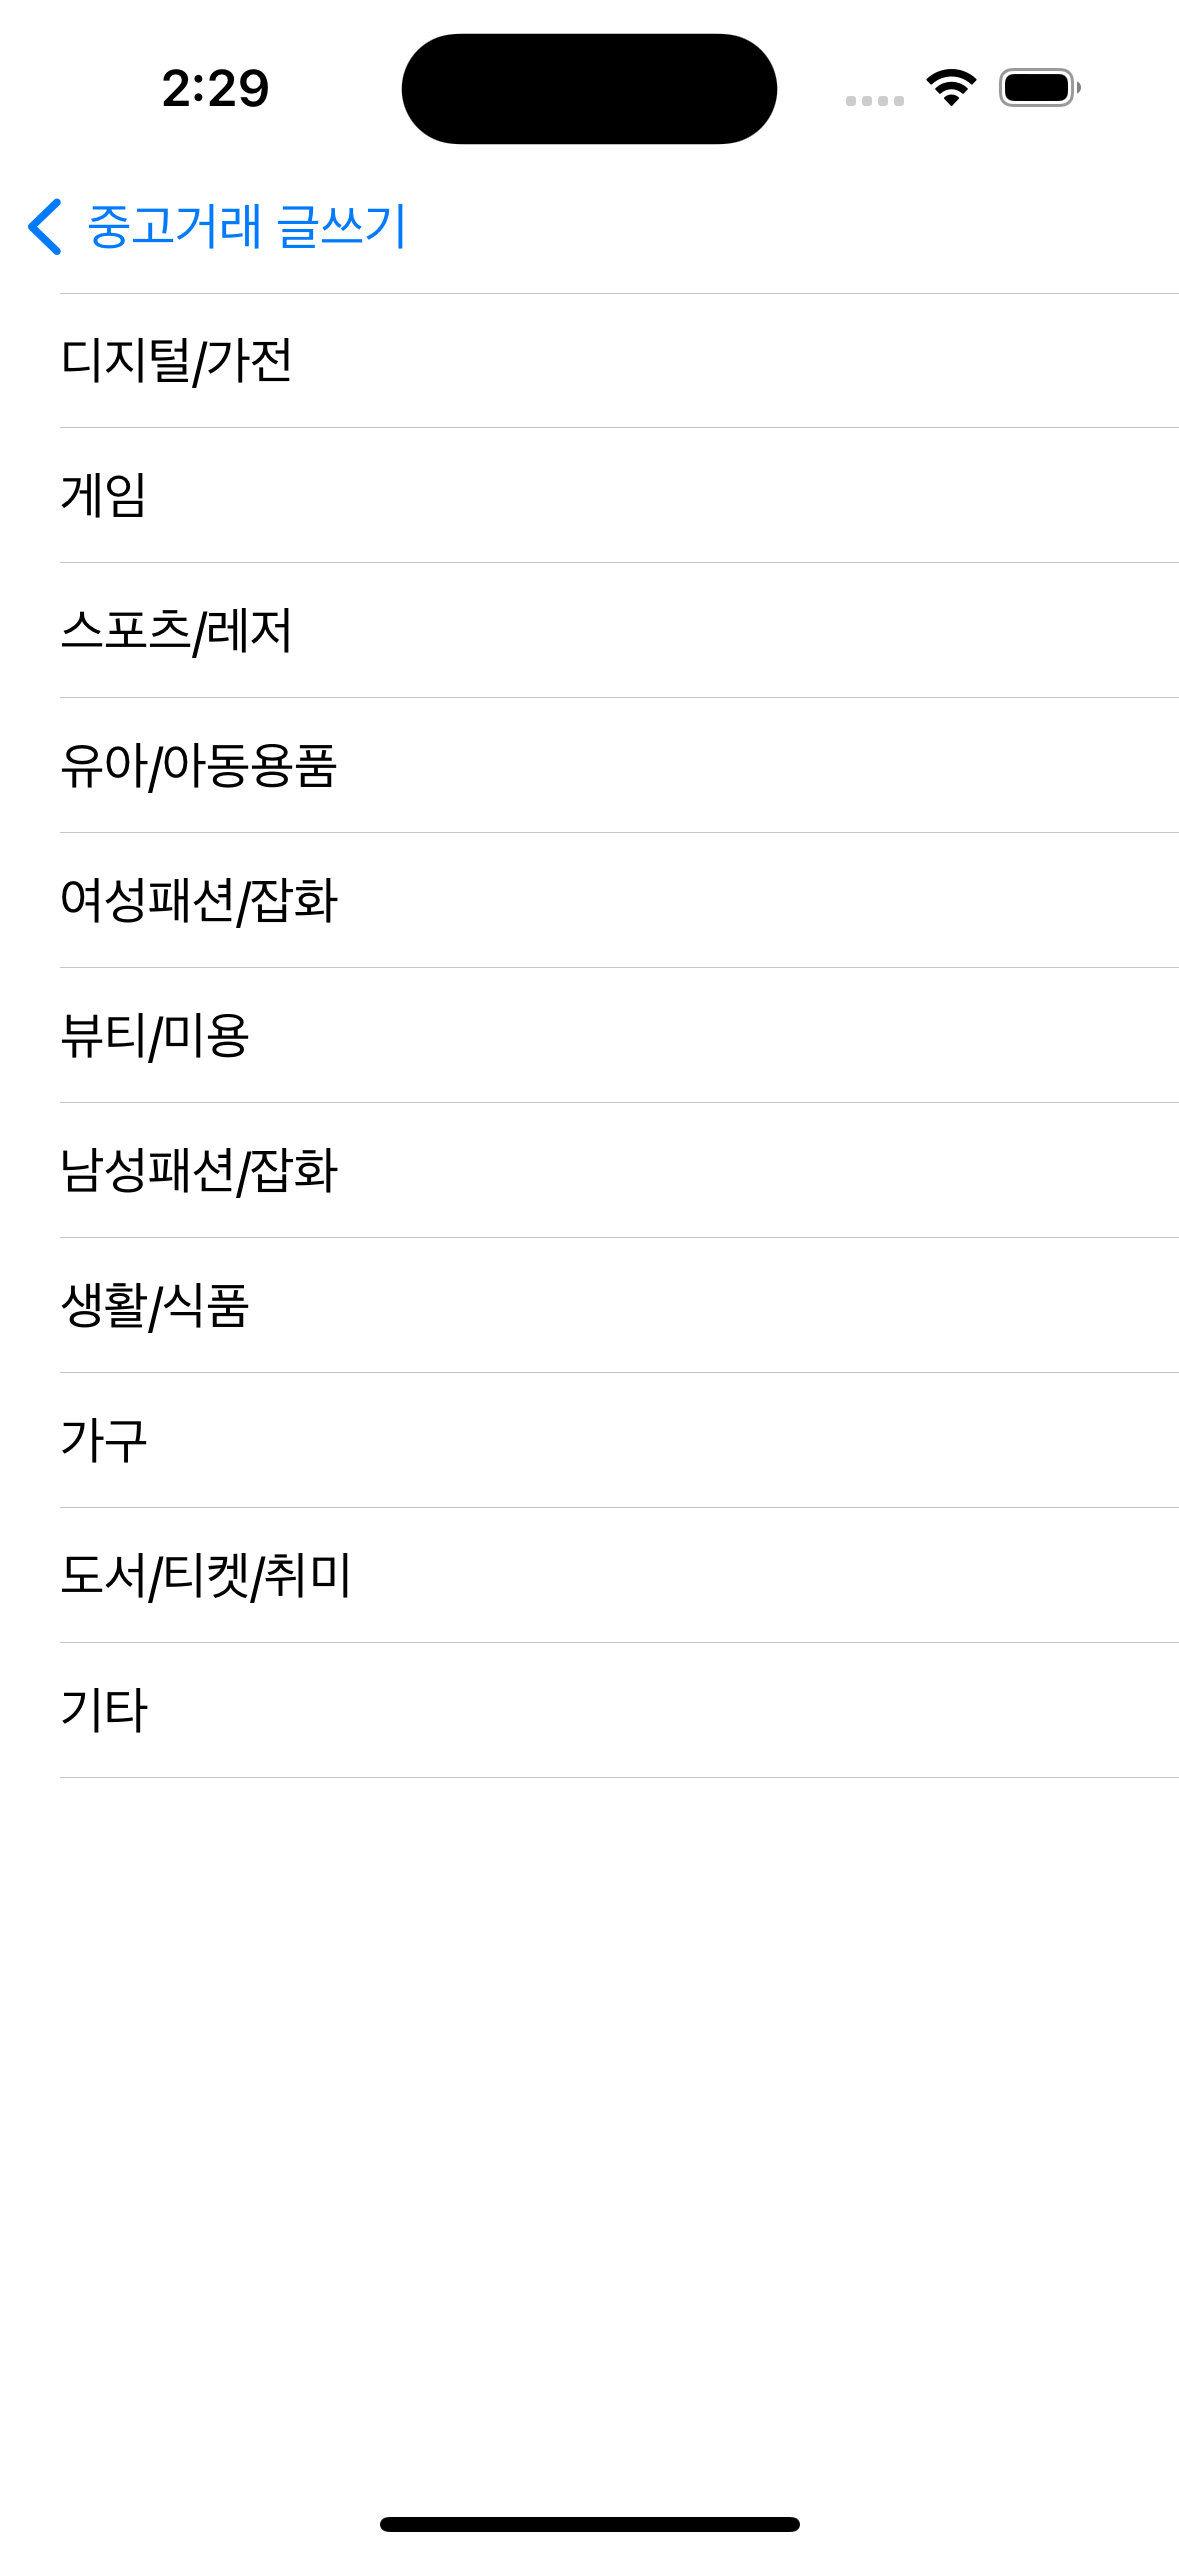 2:29
중고거래 글쓰기
디지털/가전
게임
스포츠/레저
유아/아동용품
여성패션/잡화
뷰티/미용
남성패션/잡화
생활/식품
가구
도서/티켓/취미
기타